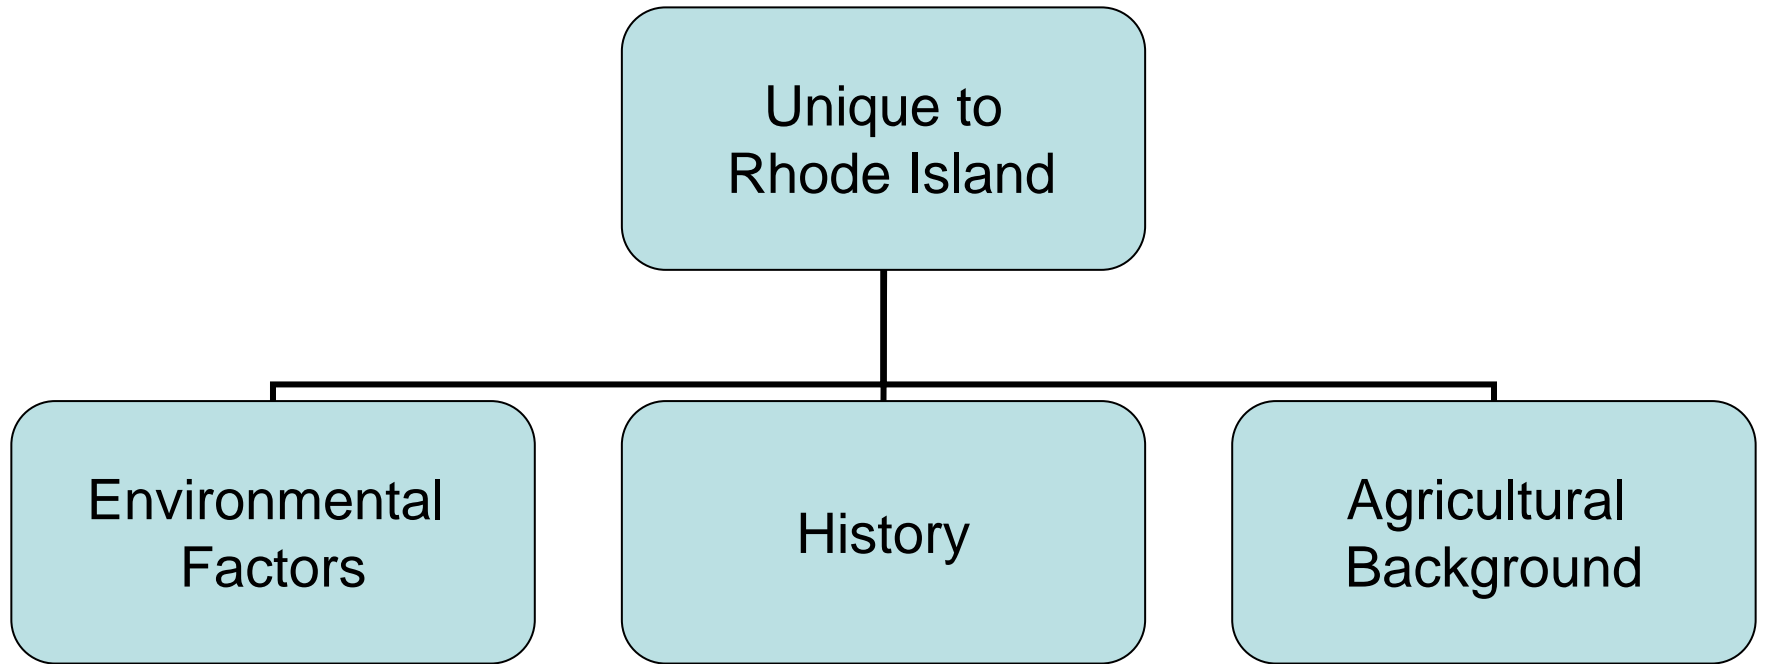 Unique to
Rhode Island
Environmental
Factors
History
Agricultural
Background